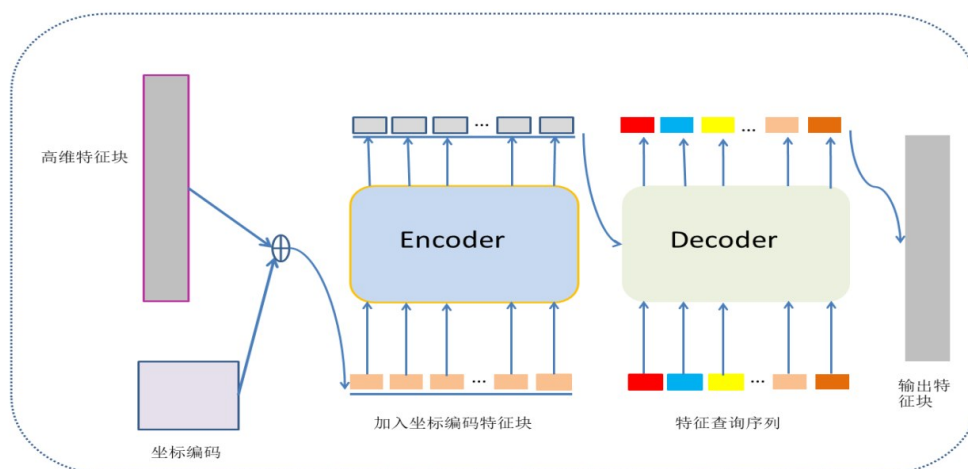 高维特征块
坐标编码
Encoder
...
...
加入坐标编码特征块
Decoder
...
...
特征查询序列
输出特
征块